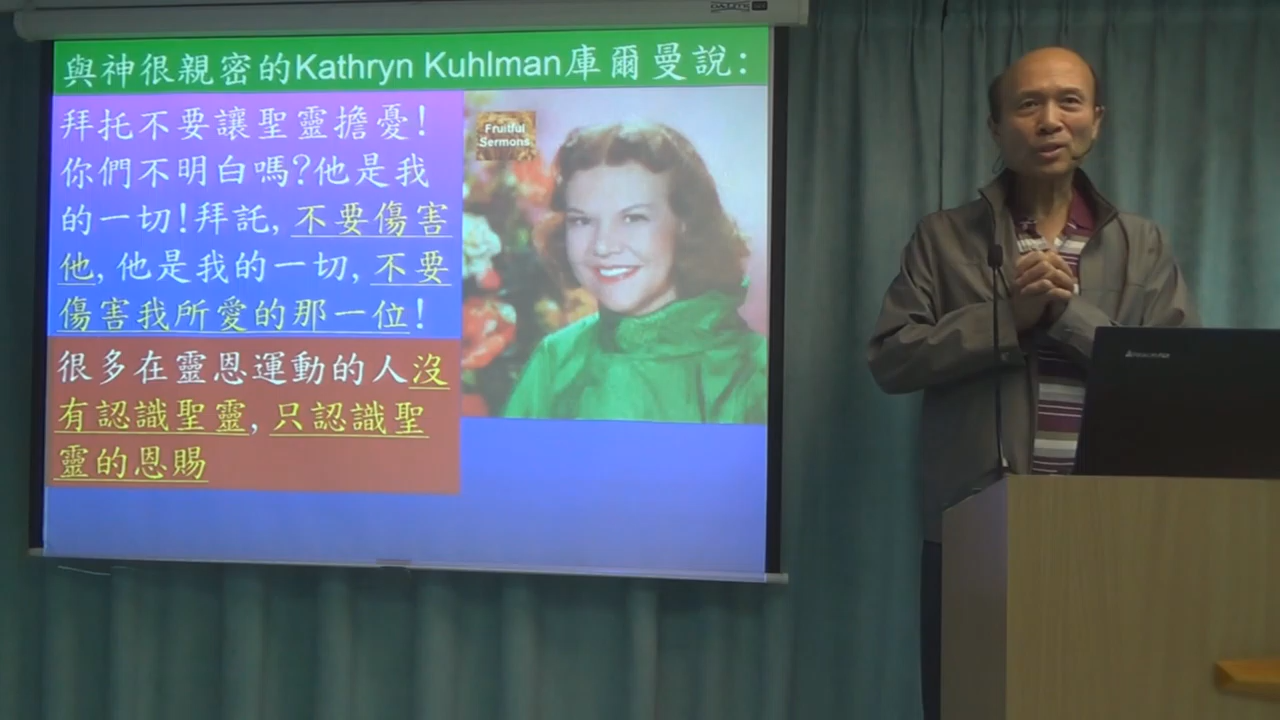 與神很親密的Kathryn Kuhlman庫爾曼說:
拜托不要讓聖靈擔憂!
你們不明白嗎?他是我
的一切!拜託,不要傷害
他,他是我的一切,不要
傷害我所愛的那一位!
很多在靈恩運動的人沒
有認識聖靈,只認識聖
靈的恩賜
Fruitful
Sermons